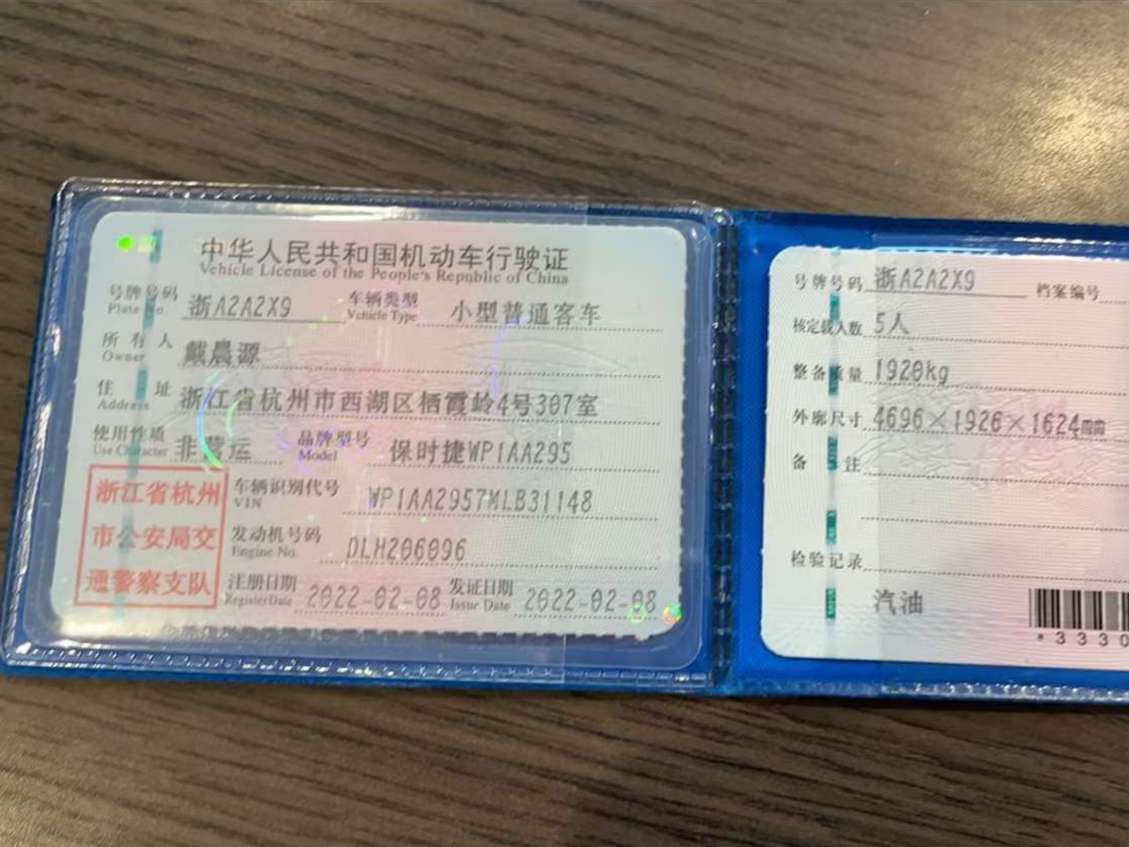 中华人民共和国机动车行驶证
Vehicle License of the People's Republic of China
号牌号码 浙A2A2X9 车辆类型 小型普通客车
Plate No. Vehicle Type
所有人 戴晨源
Owner
住址 浙江省杭州市西湖区栖霞岭4号307室
Address
使用性质 非营运 品牌型号 保时捷WP1AA295
Use Character Model
浙江省杭州
市公安局交
通警察支队
车辆识别代号 WP1AA2957MLB31148
VIN
发动机号码 DLH206096
Engine No.
注册日期 2022-02-08 发证日期 2022-02-08
Register Date Issue Date
号牌号码 浙A2A2X9 档案编号
核定载人数 5人
整备质量 1920kg
外廓尺寸 4696×1926×1624mm
备注
检验记录
汽油
*3330